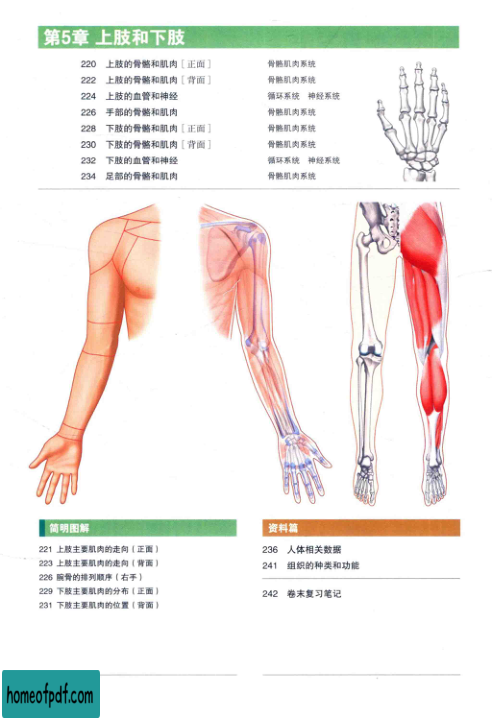 第5章 上肢和下肢
220 上肢的骨骼和肌肉［正面］ 骨骼肌肉系统
222 上肢的骨骼和肌肉［背面］ 骨骼肌肉系统
224 上肢的血管和神经 循环系统 神经系统
226 手部的骨骼和肌肉 骨骼肌肉系统
228 下肢的骨骼和肌肉［正面］ 骨骼肌肉系统
230 下肢的骨骼和肌肉［背面］ 骨骼肌肉系统
232 下肢的血管和神经 循环系统 神经系统
234 足部的骨骼和肌肉 骨骼肌肉系统
简明图解
221 上肢主要肌肉的走向（正面）
223 上肢主要肌肉的走向（背面）
226 腕骨的排列顺序（右手）
229 下肢主要肌肉的分布（正面）
231 下肢主要肌肉的位置（背面）
资料篇
236 人体相关数据
241 组织的种类和功能
242 卷末复习笔记
homeofpdf.com